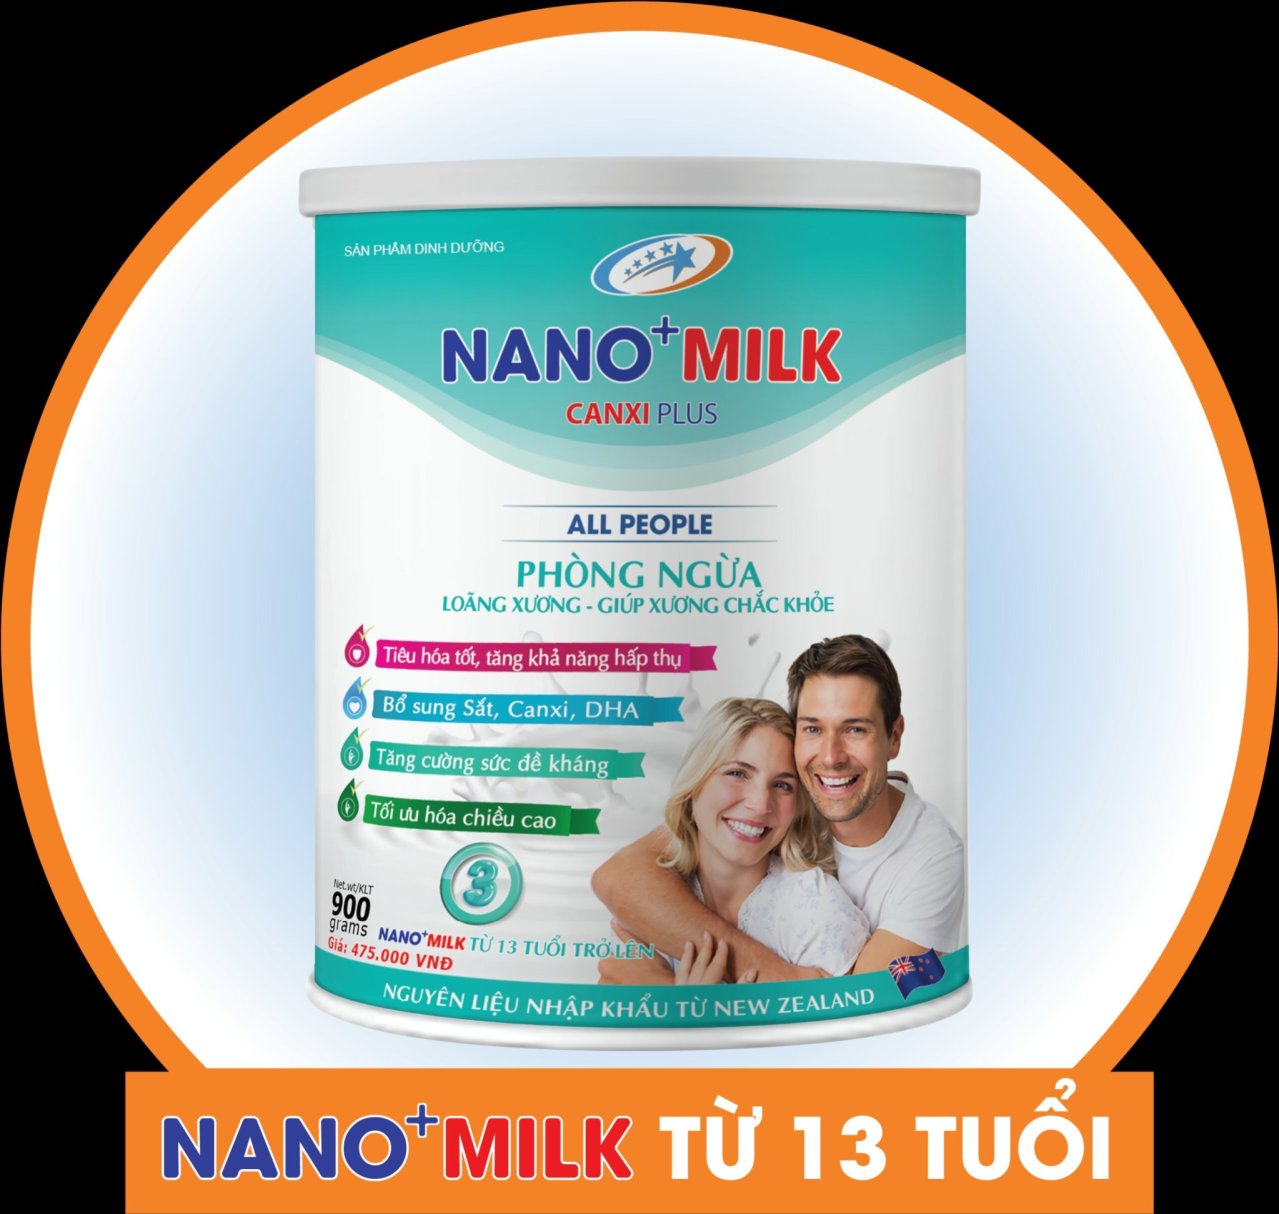 SẢN PHẨM DINH DƯỠNG
NANO+MILK
CANXI PLUS
ALL PEOPLE
PHÒNG NGỪA
LOÃNG XƯƠNG - GIÚP XƯƠNG CHẮC KHỎE
Tiêu hóa tốt, tăng khả năng hấp thụ
Bổ sung Sắt, Canxi, DHA
Tăng cường sức đề kháng
Tối ưu hóa chiều cao
3
Net.wt/KLT
900
grams
Giá: 475.000 VNĐ
NANO+MILK TỪ 13 TUỔI TRỞ LÊN
NGUYÊN LIỆU NHẬP KHẨU TỪ NEW ZEALAND
NANO+MILK TỪ 13 TUỔI